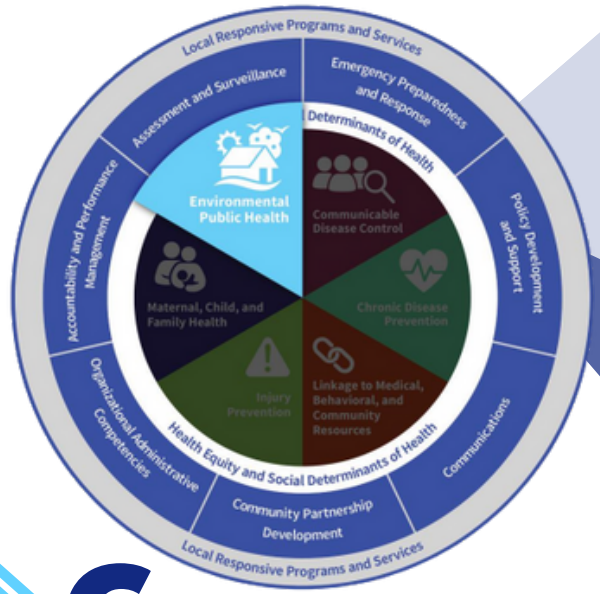 Local Responsive Programs and Services
Assessment and Surveillance
Emergency Preparedness
and Response
Policy Development
and Support
Communications
Community Partnership
Development
Organizational Administrative
Competencies
Accountability and Performance
Management
Determinants of Health
Environmental
Public Health
Communicable
Disease Control
Chronic Disease
Prevention
Linkage to Medical,
Behavioral, and
Community
Resources
Injury
Prevention
Maternal, Child, and
Family Health
Health Equity and Social Determinants of Health
Local Responsive Programs and Services